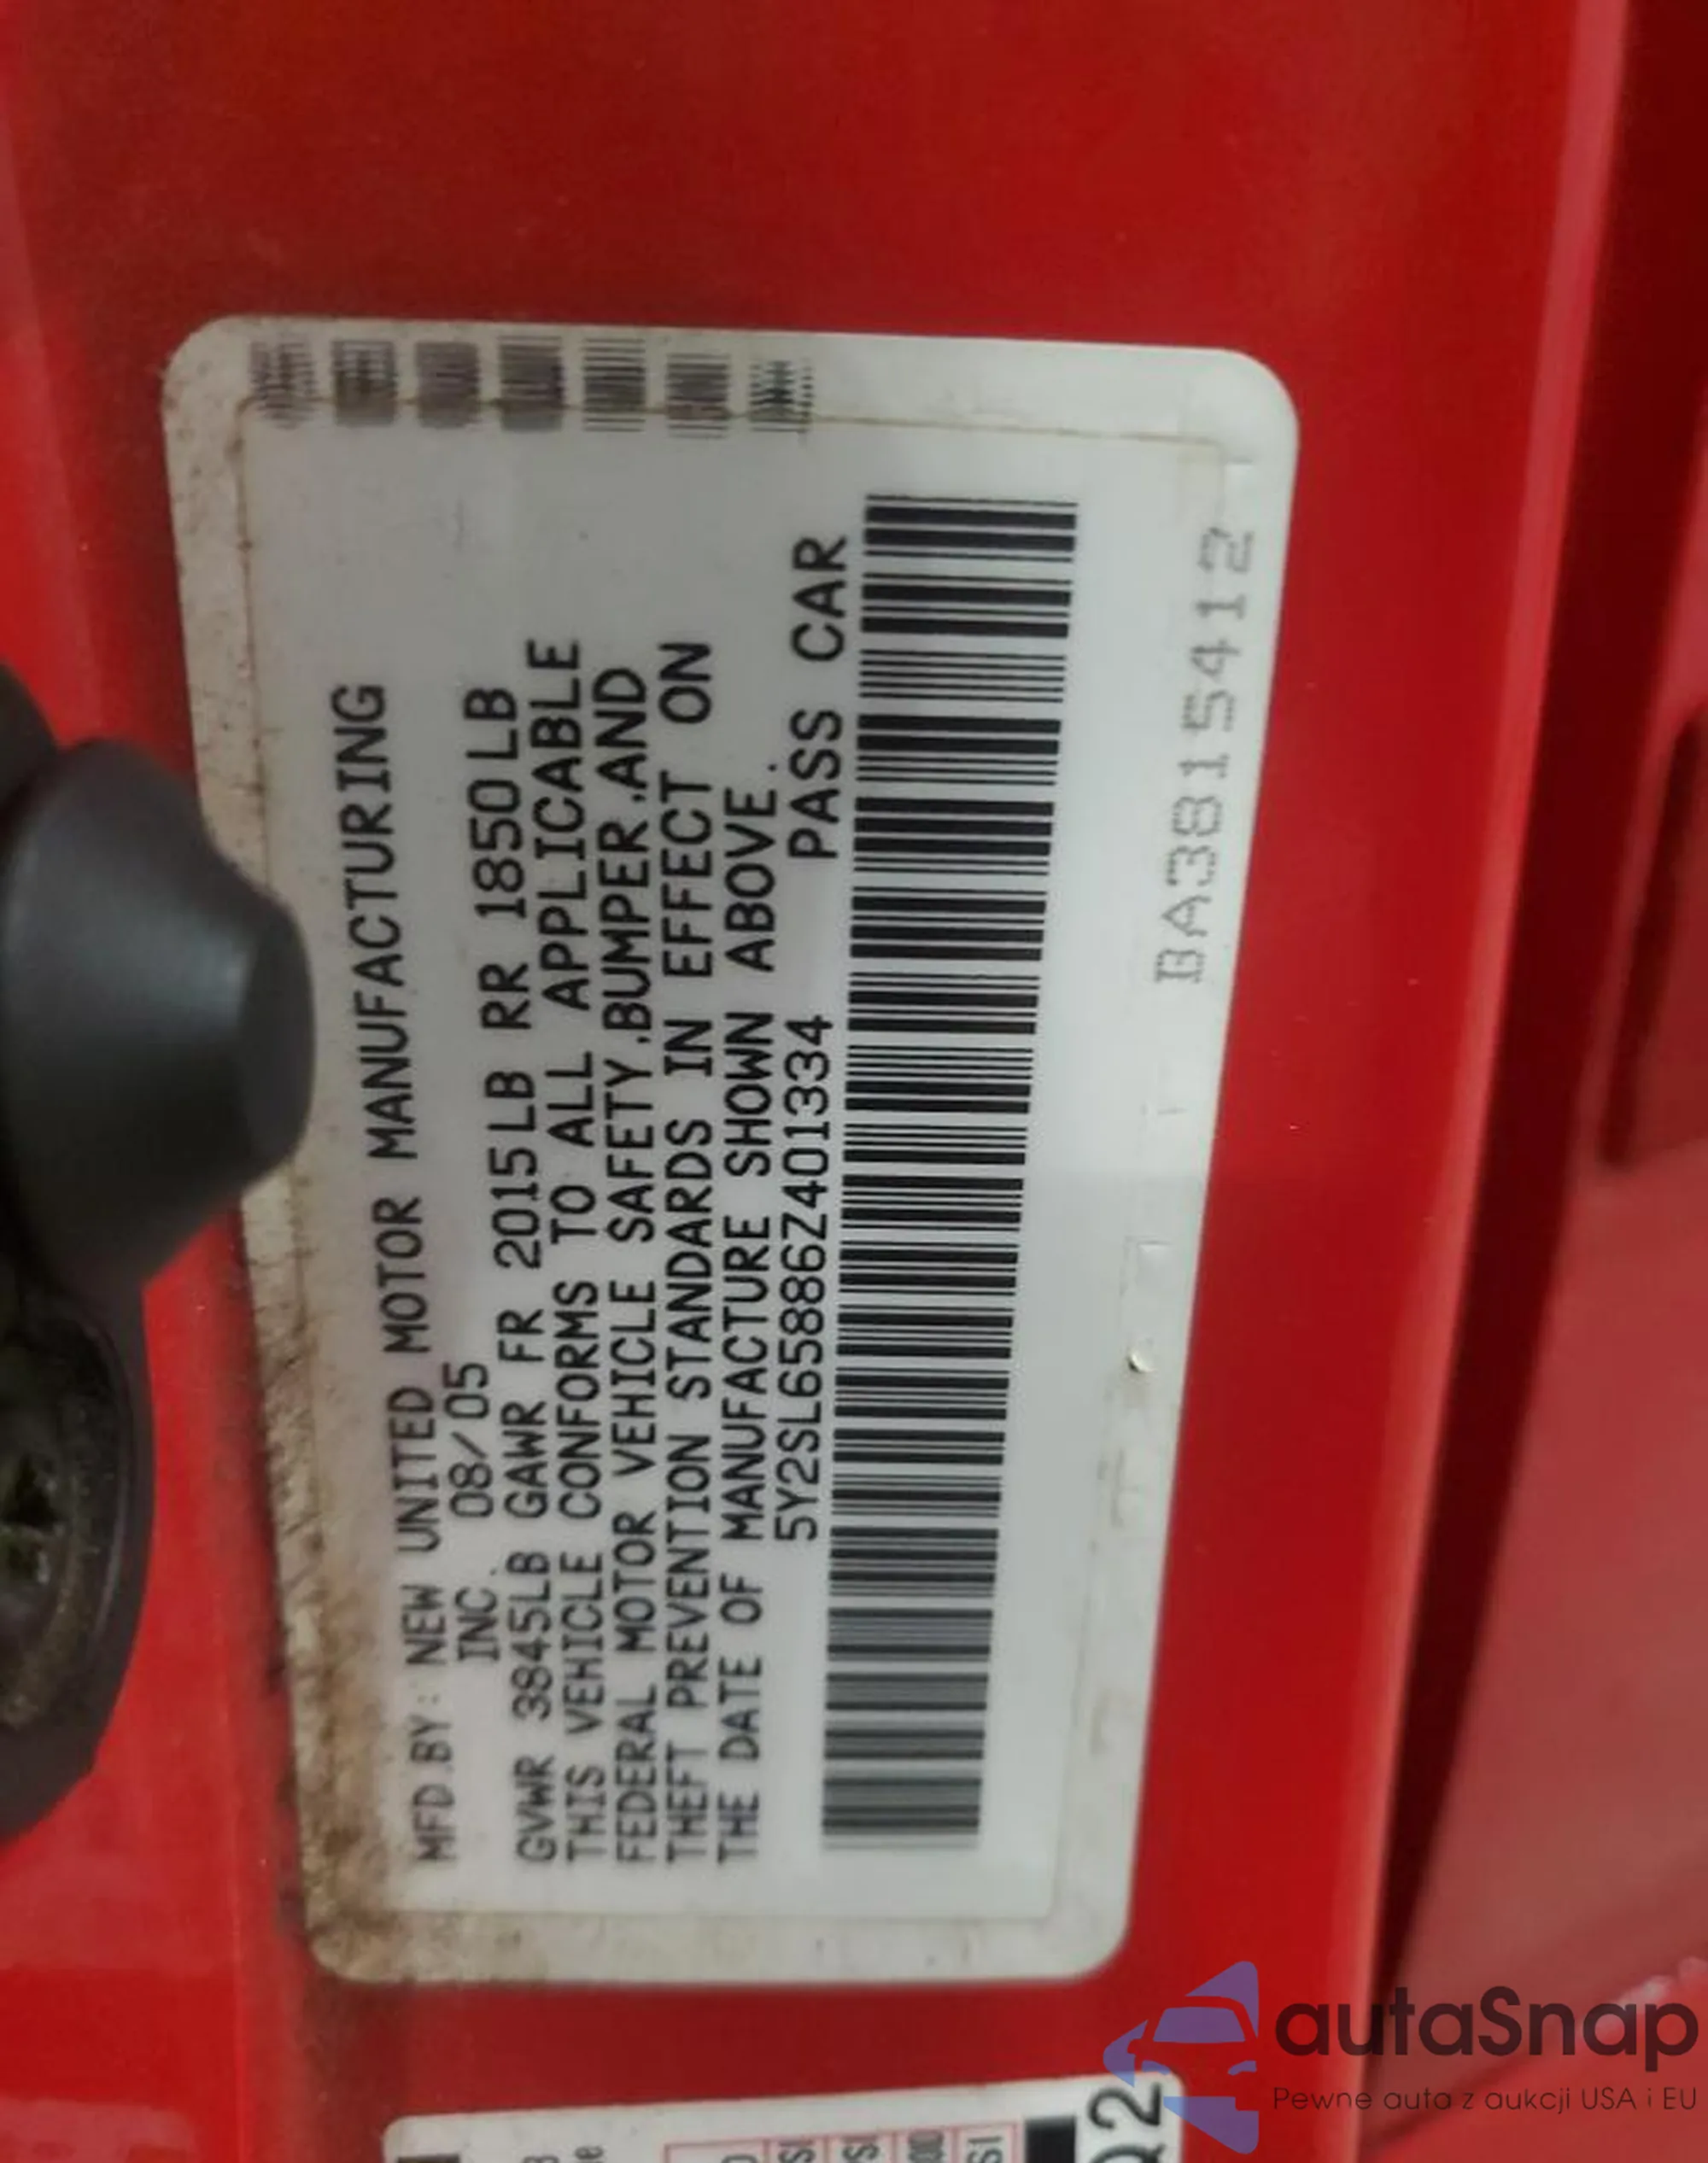 MFD.BY: NEW UNITED MOTOR MANUFACTURING
INC. 08/05
GVWR 3845LB GAWR FR 2015LB RR 1850LB
THIS VEHICLE CONFORMS TO ALL APPLICABLE
FEDERAL MOTOR VEHICLE SAFETY,BUMPER,AND
THEFT PREVENTION STANDARDS IN EFFECT ON
THE DATE OF MANUFACTURE SHOWN ABOVE.
5Y2SL65886Z401334 PASS CAR
BA3815412
Q2
autaSnap
Pewne auta z aukcji USA i EU